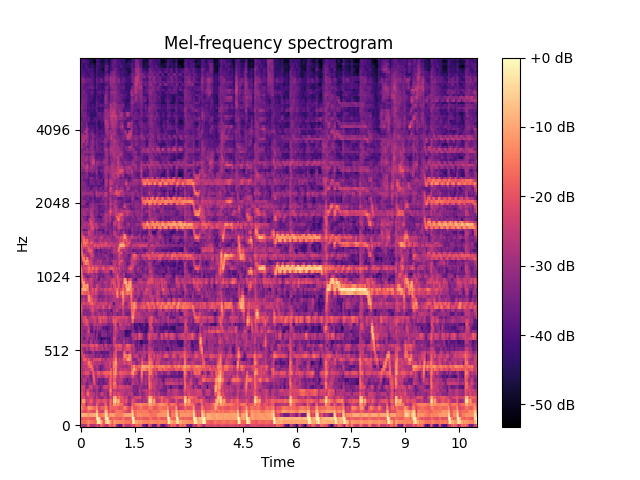 Mel-frequency spectrogram
+0 dB
-10 dB
-20 dB
-30 dB
-40 dB
-50 dB
4096
2048
1024
512
0
Hz
0 1.5 3 4.5 6 7.5 9 10
Time